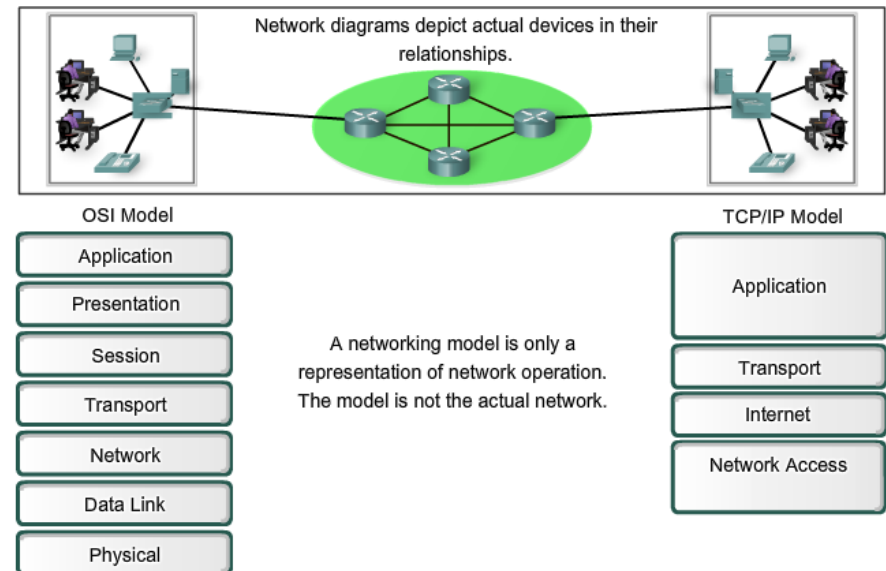 Network diagrams depict actual devices in their
relationships.
OSI Model
Application
Presentation
Session
Transport
Network
Data Link
Physical
A networking model is only a
representation of network operation.
The model is not the actual network.
TCP/IP Model
Application
Transport
Internet
Network Access